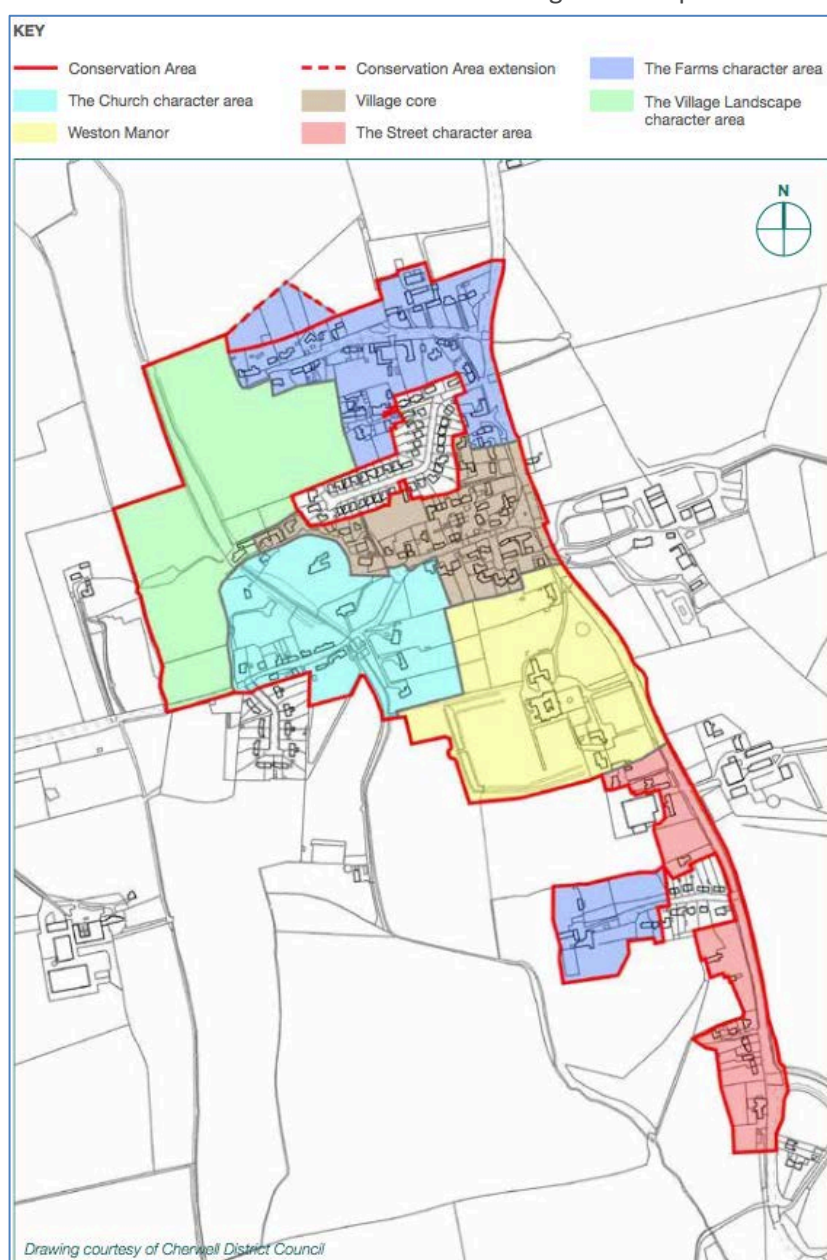 KEY
Conservation Area
Conservation Area extension
The Farms character area
The Church character area
Village core
The Village Landscape
character area
Weston Manor
The Street character area
N
Drawing courtesy of Cherwell District Council